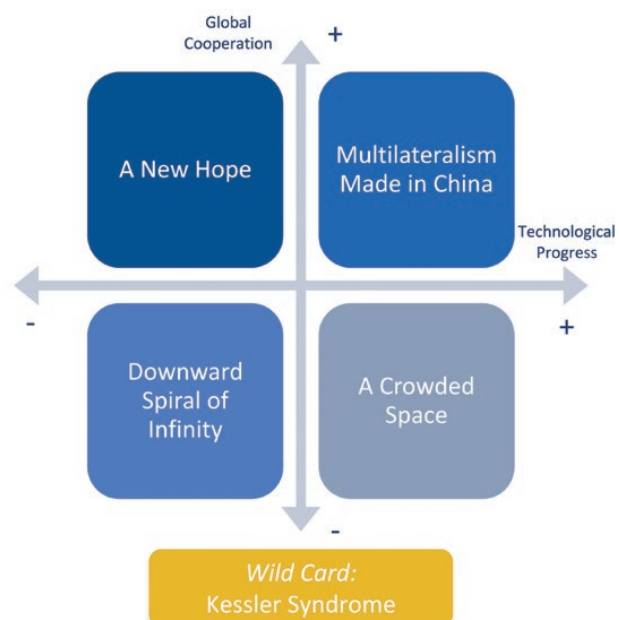 Global
Cooperation
+
A New Hope
Multilateralism
Made in China
Technological
Progress
-
+
Downward
Spiral of
Infinity
A Crowded
Space
-
Wild Card:
Kessler Syndrome